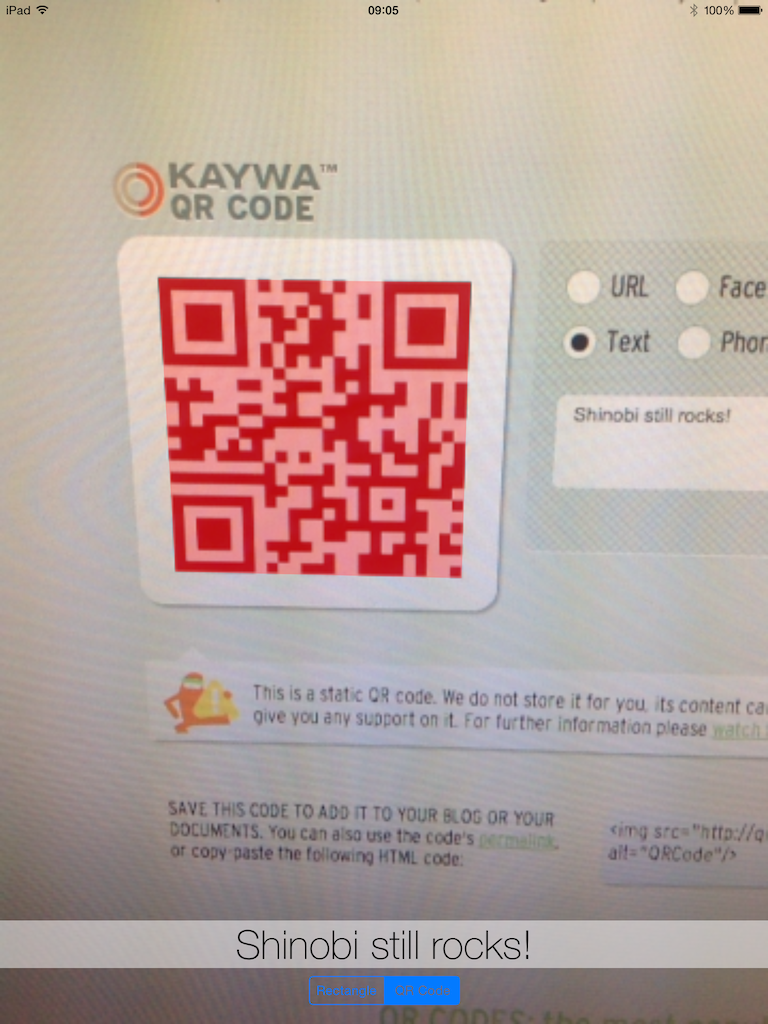 iPad 09:05 100%
KAYWA™
QR CODE
URL Face
Text Phon
Shinobi still rocks!
This is a static QR code. We do not store it for you, its content ca
give you any support on it. For further information please watch
SAVE THIS CODE TO ADD IT TO YOUR BLOG OR YOUR
DOCUMENTS. You can also use the code's permalink,
or copy-paste the following HTML code:
<img src="http://q
alt="QRCode"/>
Shinobi still rocks!
Rectangle QR Code
QR CODES: the most popul